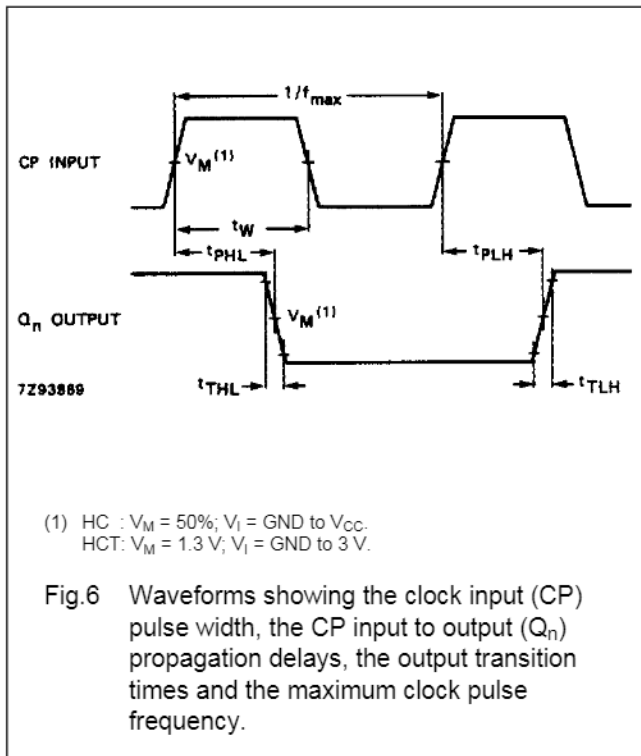 1/fmax
CP INPUT
VM(1)
tW
tPHL
tPLH
Qn OUTPUT
VM(1)
7Z93869
tTHL
tTLH
(1) HC : VM = 50%; VI = GND to VCC.
HCT: VM = 1.3 V; VI = GND to 3 V.
Fig.6 Waveforms showing the clock input (CP)
pulse width, the CP input to output (Qn)
propagation delays, the output transition
times and the maximum clock pulse
frequency.